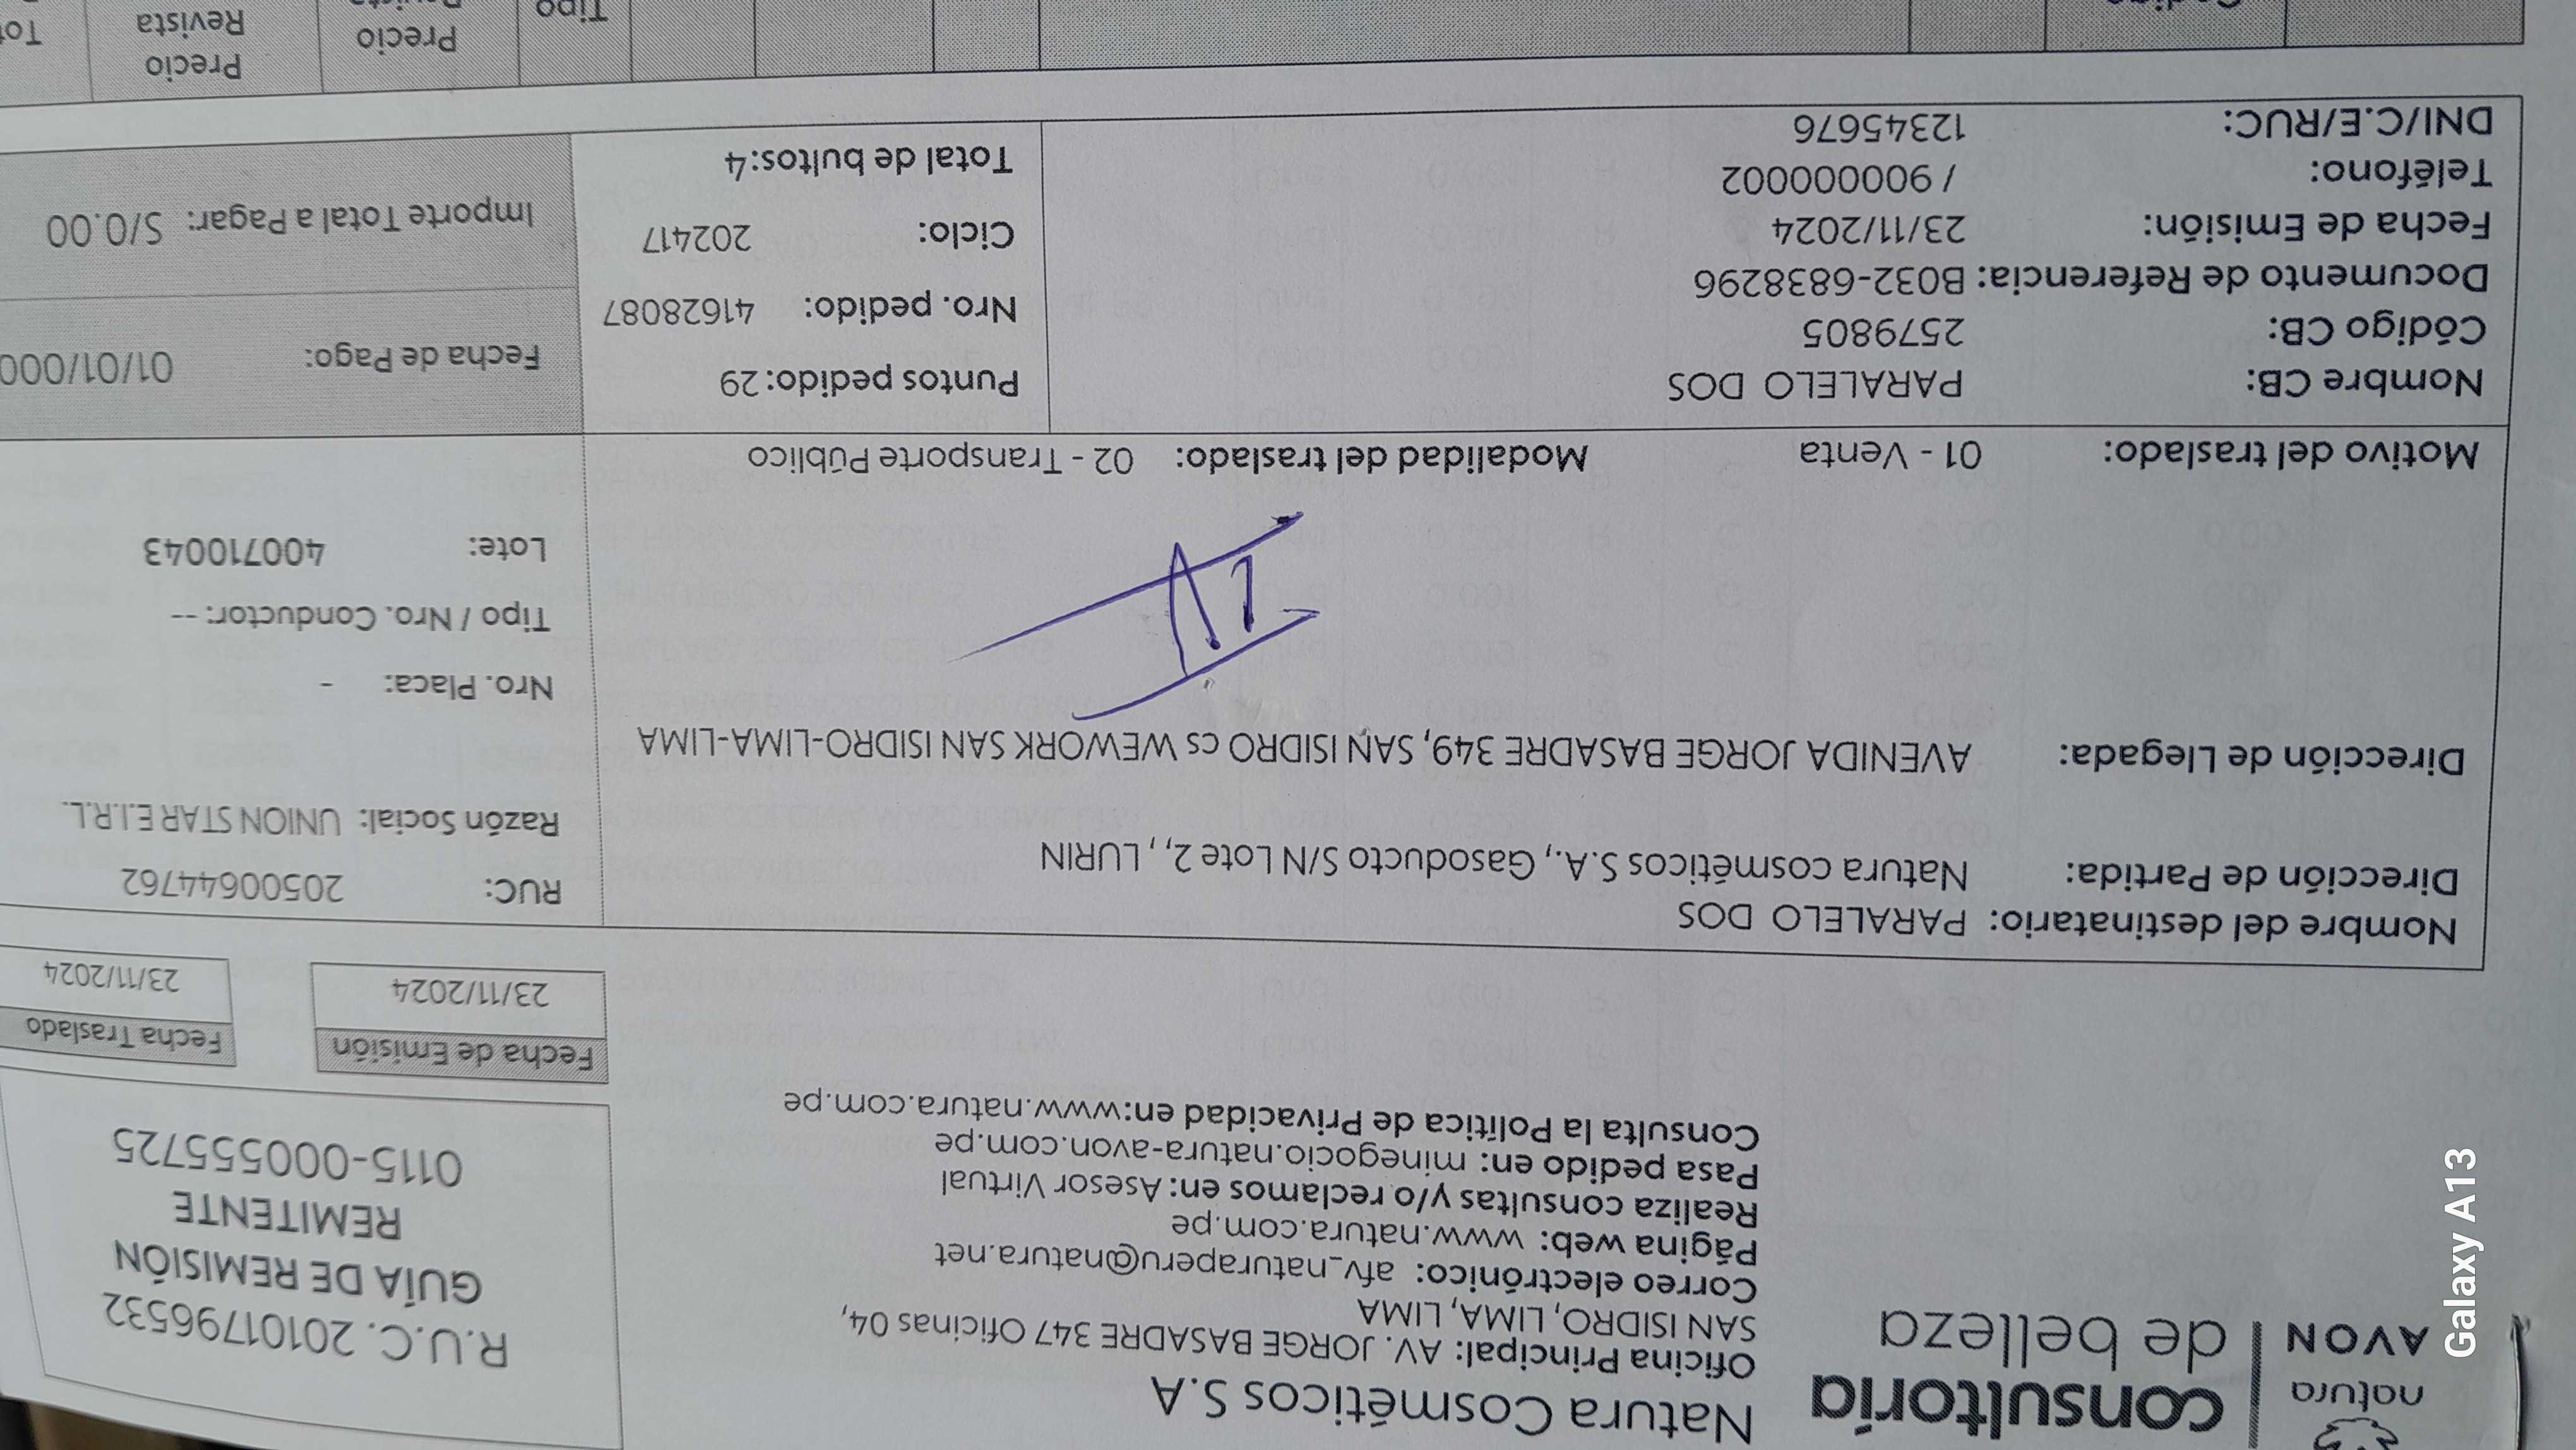 natura
AVON
consultoría
de belleza
Natura Cosméticos S.A
Oficina Principal: AV. JORGE BASADRE 347 Oficinas 04,
SAN ISIDRO, LIMA, LIMA
Correo electrónico: afv_naturaperu@natura.net
Página web: www.natura.com.pe
Realiza consultas y/o reclamos en: Asesor Virtual
Pasa pedido en: minegocio.natura-avon.com.pe
Consulta la Política de Privacidad en:www.natura.com.pe
R.U.C. 20101796532
GUÍA DE REMISIÓN
REMITENTE
0115-000555725
Fecha de Emisión
23/11/2024
Fecha Traslado
23/11/2024
Nombre del destinatario: PARALELO DOS
Dirección de Partida: Natura cosméticos S.A., Gasoducto S/N Lote 2, , LURIN
Dirección de Llegada: AVENIDA JORGE BASADRE 349, SAN ISIDRO cs WEWORK SAN ISIDRO-LIMA-LIMA
Motivo del traslado: 01 - Venta Modalidad del traslado: 02 - Transporte Público
RUC: 20500644762
Razón Social: UNION STAR E.I.R.L.
Nro. Placa: -
Tipo / Nro. Conductor: --
Lote: 400710043
Nombre CB: PARALELO DOS
Código CB: 2579805
Documento de Referencia: B032-6838296
Fecha de Emisión: 23/11/2024
Teléfono: / 900000002
DNI/C.E/RUC: 12345676
Puntos pedido: 29
Nro. pedido: 41628087
Ciclo: 202417
Total de bultos:4
Fecha de Pago: 01/01/000
Importe Total a Pagar: S/0.00
Precio
Precio
Revista
Galaxy A13